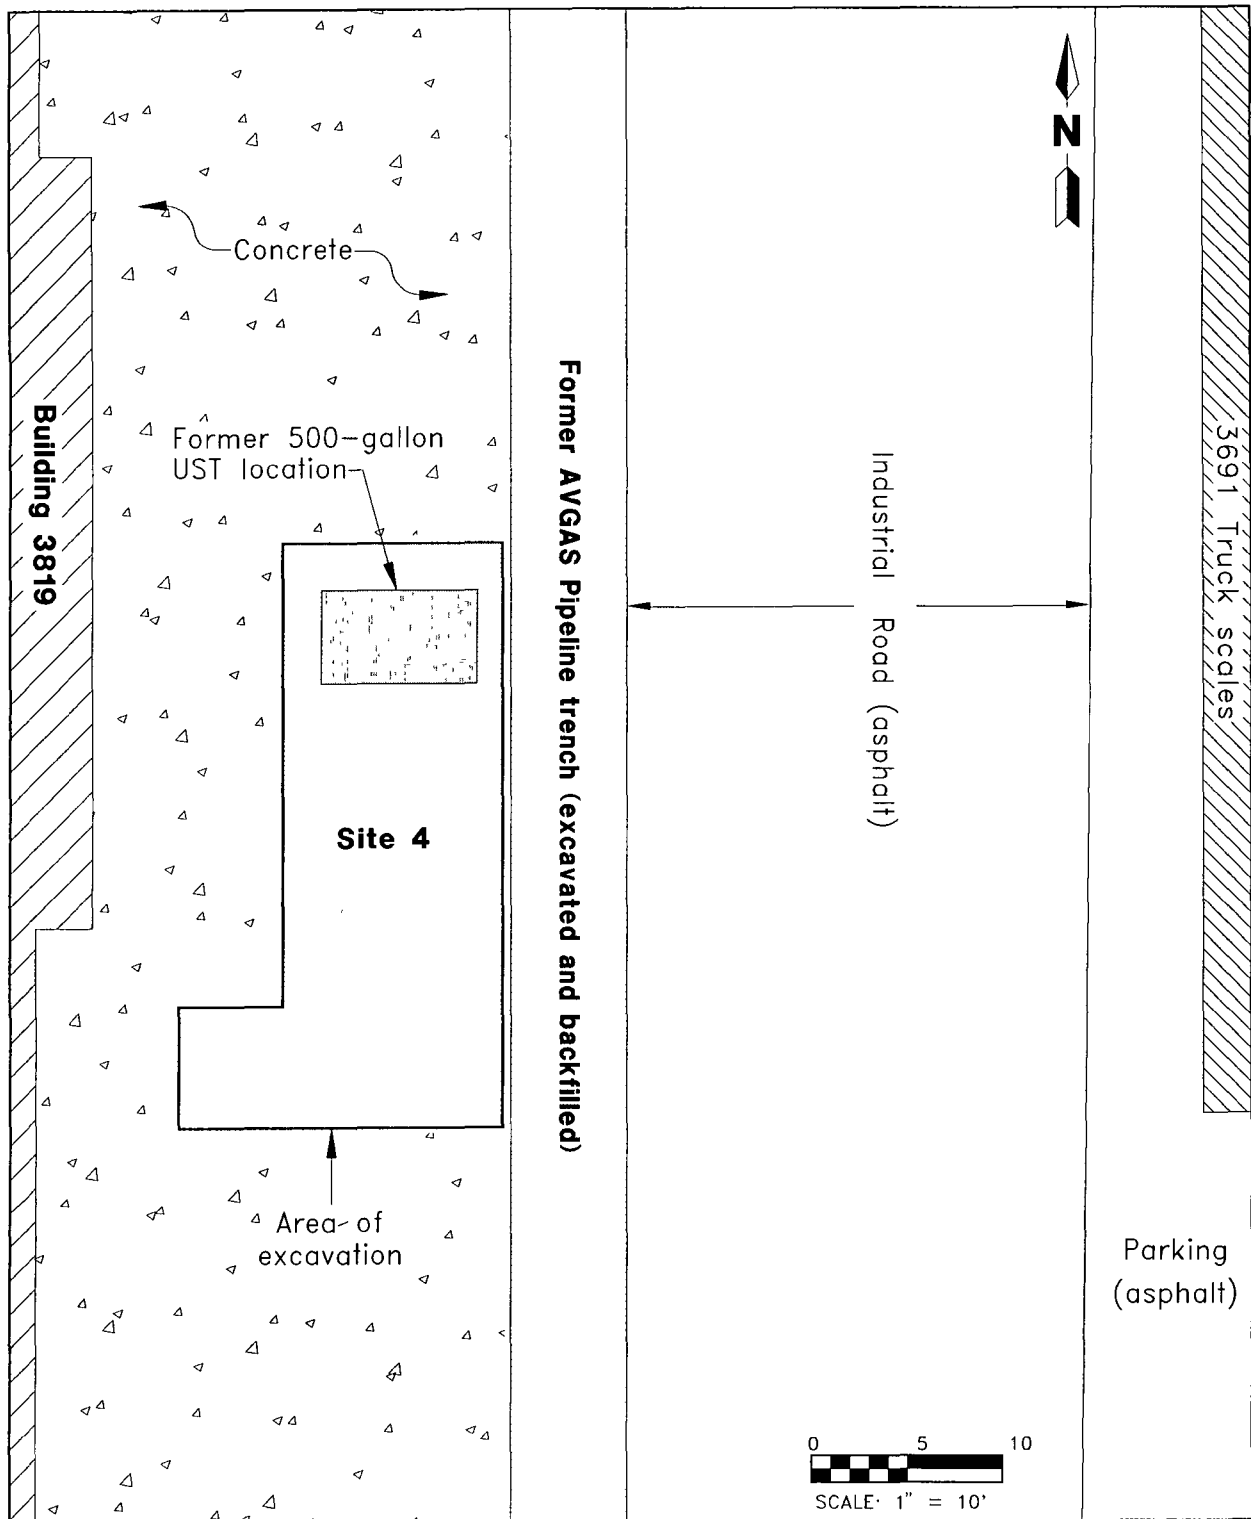 N
Concrete
Former 500-gallon
UST location
Building 3819
Former AVGAS Pipeline trench (excavated and backfilled)
Industrial Road (asphalt)
3691 Truck scales
Site 4
Area of
excavation
Parking
(asphalt)
0 5 10
SCALE: 1" = 10'